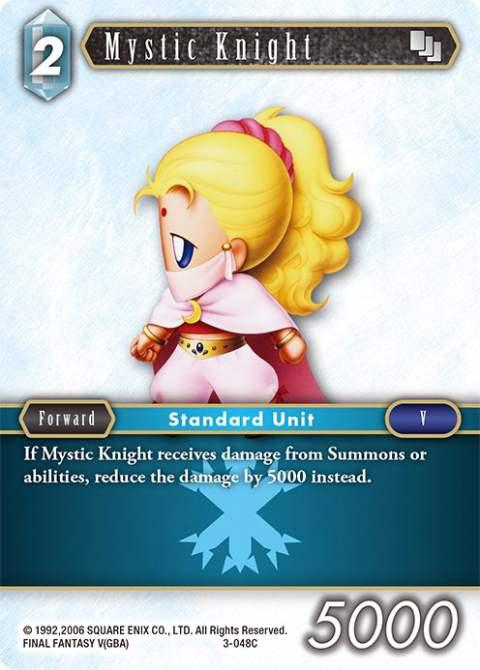 2
Mystic Knight
Forward
Standard Unit
V
If Mystic Knight receives damage from Summons or
abilities, reduce the damage by 5000 instead.
© 1992,2006 SQUARE ENIX CO., LTD. All Rights Reserved.
FINAL FANTASY V(GBA)
3-048C
5000